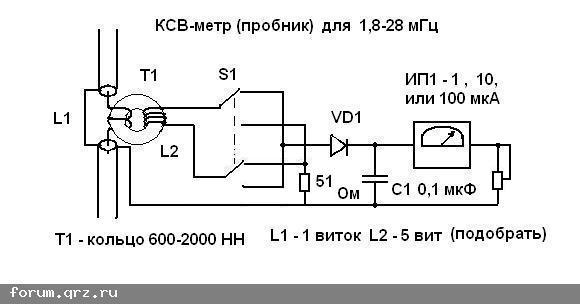 КСВ-метр (пробник) для 1,8-28 мГц
T1
S1
ИП1 - 1 , 10,
или 100 мкА
L1
VD1
L2
51
Ом
C1 0,1 мкФ
T1 - кольцо 600-2000 НН
L1 - 1 виток L2 - 5 вит (подобрать)
forum.qrz.ru